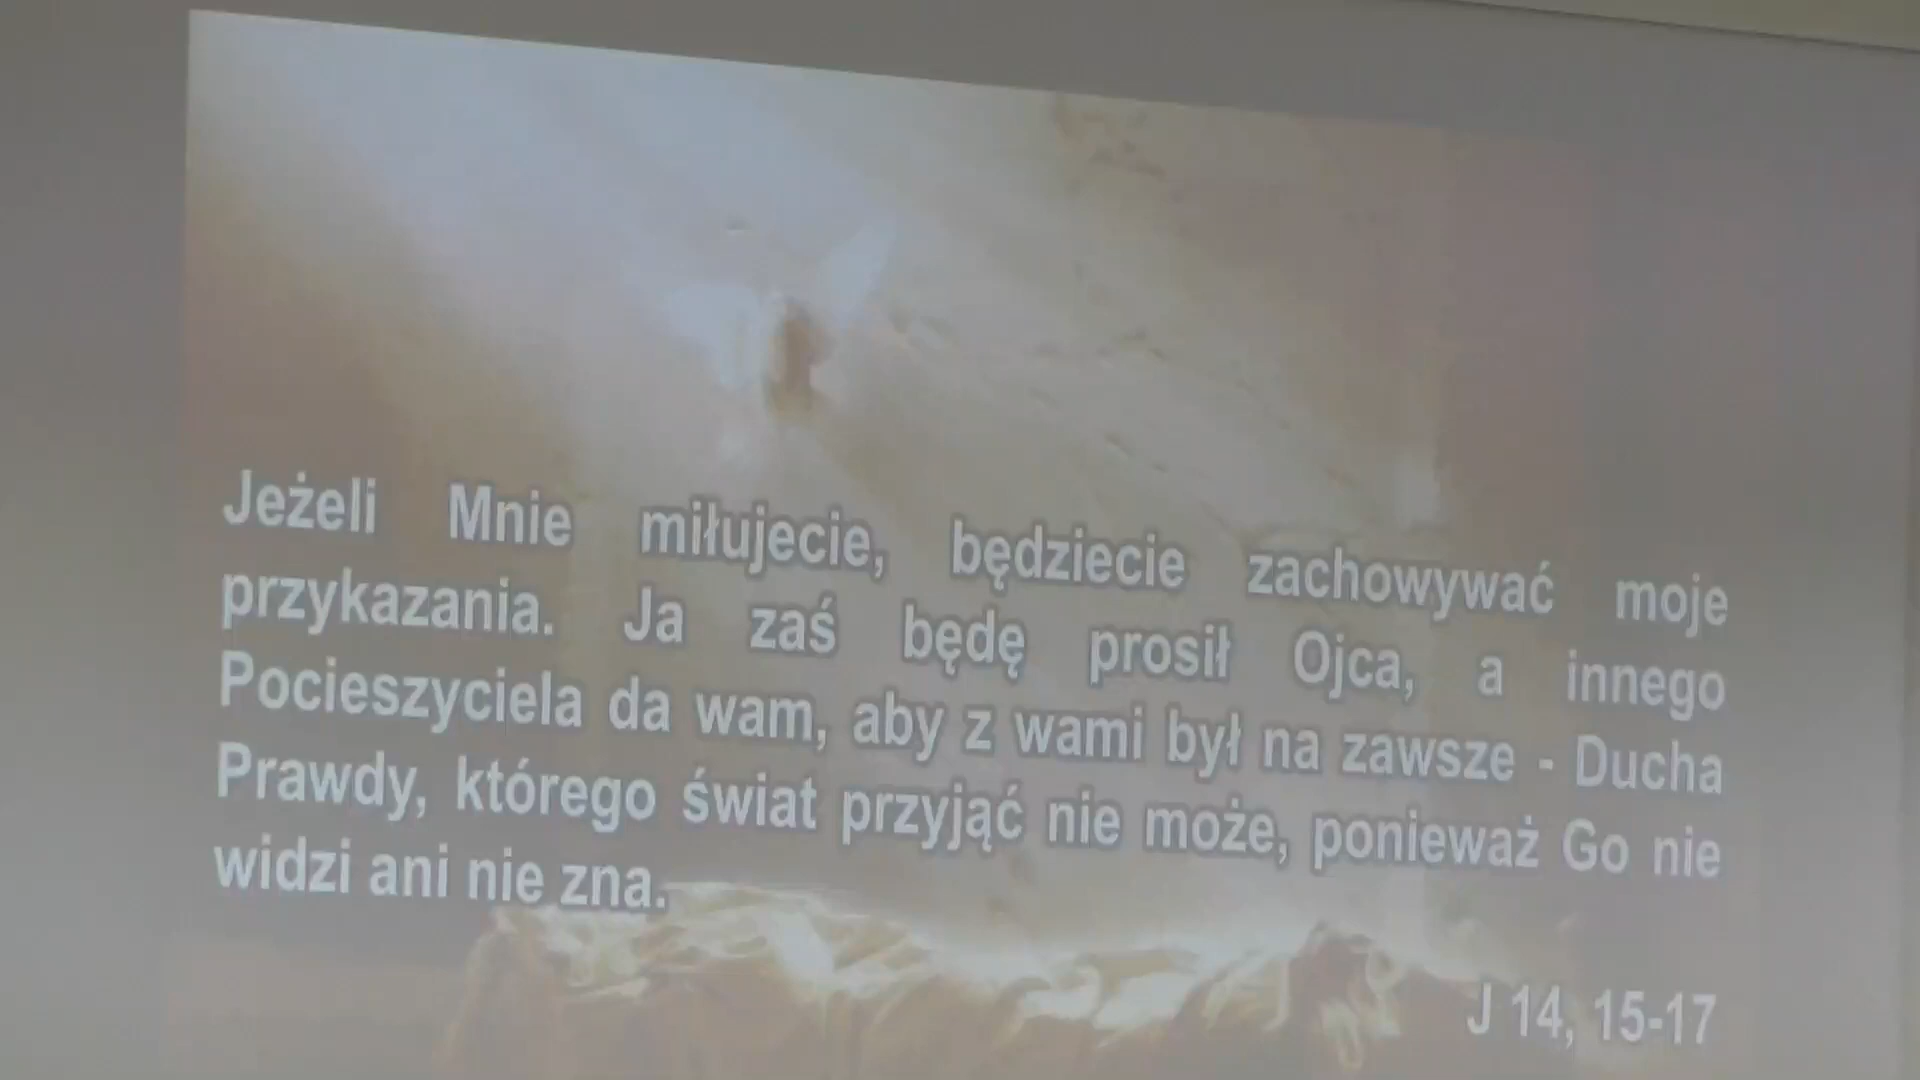 Jeżeli Mnie miłujecie, będziecie zachowywać moje
przykazania. Ja zaś będę prosił Ojca, a innego
Pocieszyciela da wam, aby z wami był na zawsze - Ducha
Prawdy, którego świat przyjąć nie może, ponieważ Go nie
widzi ani nie zna.
J 14, 15-17